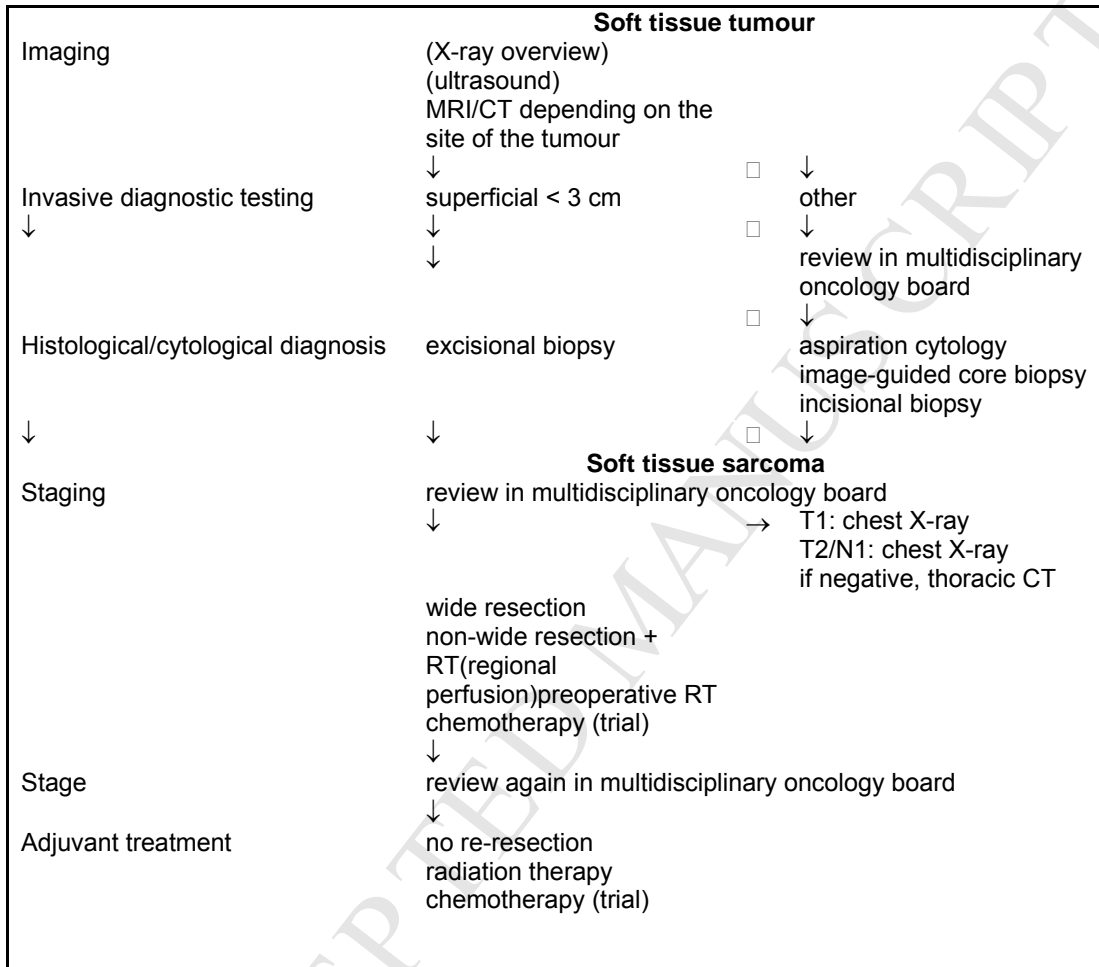 Soft tissue tumour
Imaging (X-ray overview)
(ultrasound)
MRI/CT depending on the
site of the tumour
↓ □ ↓
Invasive diagnostic testing superficial < 3 cm other
↓ ↓ □ ↓
↓ review in multidisciplinary
oncology board
□ ↓
Histological/cytological diagnosis excisional biopsy aspiration cytology
image-guided core biopsy
incisional biopsy
↓ ↓ □ ↓
Soft tissue sarcoma
Staging review in multidisciplinary oncology board
↓ → T1: chest X-ray
T2/N1: chest X-ray
if negative, thoracic CT
wide resection
non-wide resection +
RT(regional
perfusion)preoperative RT
chemotherapy (trial)
↓
Stage review again in multidisciplinary oncology board
↓
Adjuvant treatment no re-resection
radiation therapy
chemotherapy (trial)
PTED MANUSCRIPT